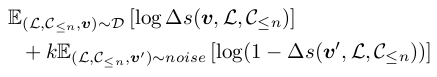 𝔼_{(ℒ,𝒞_{≤n},𝒗)∼𝒟} [log Δs(𝒗, ℒ, 𝒞_{≤n})]
+ k𝔼_{(ℒ,𝒞_{≤n},𝒗′)∼noise} [log(1 − Δs(𝒗′, ℒ, 𝒞_{≤n}))]